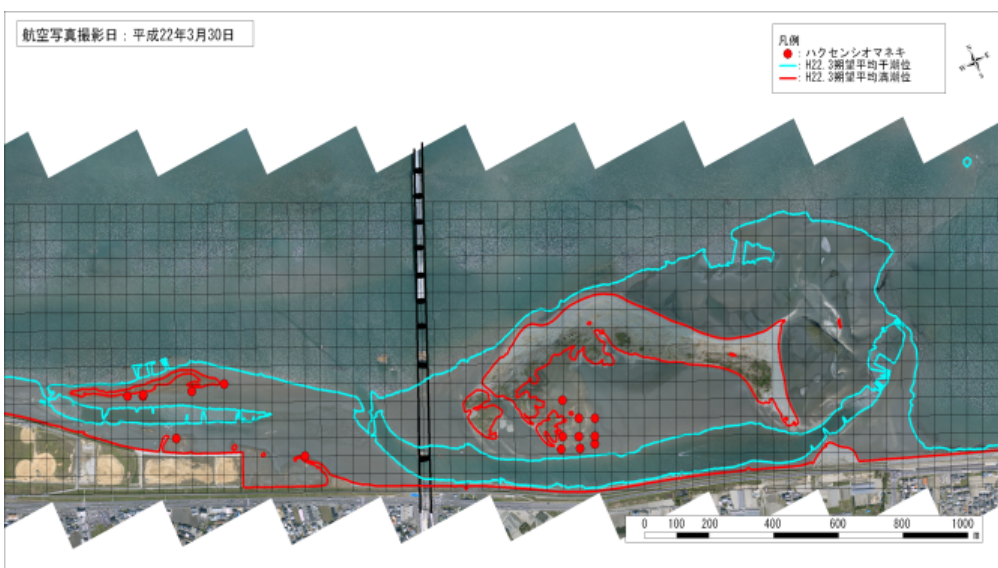 航空写真撮影日：平成22年3月30日
凡例
：ハクセンシオマネキ
：H22.3期望平均干潮位
：H22.3期望平均満潮位
N
E
S
W
0 100 200 400 600 800 1000 m